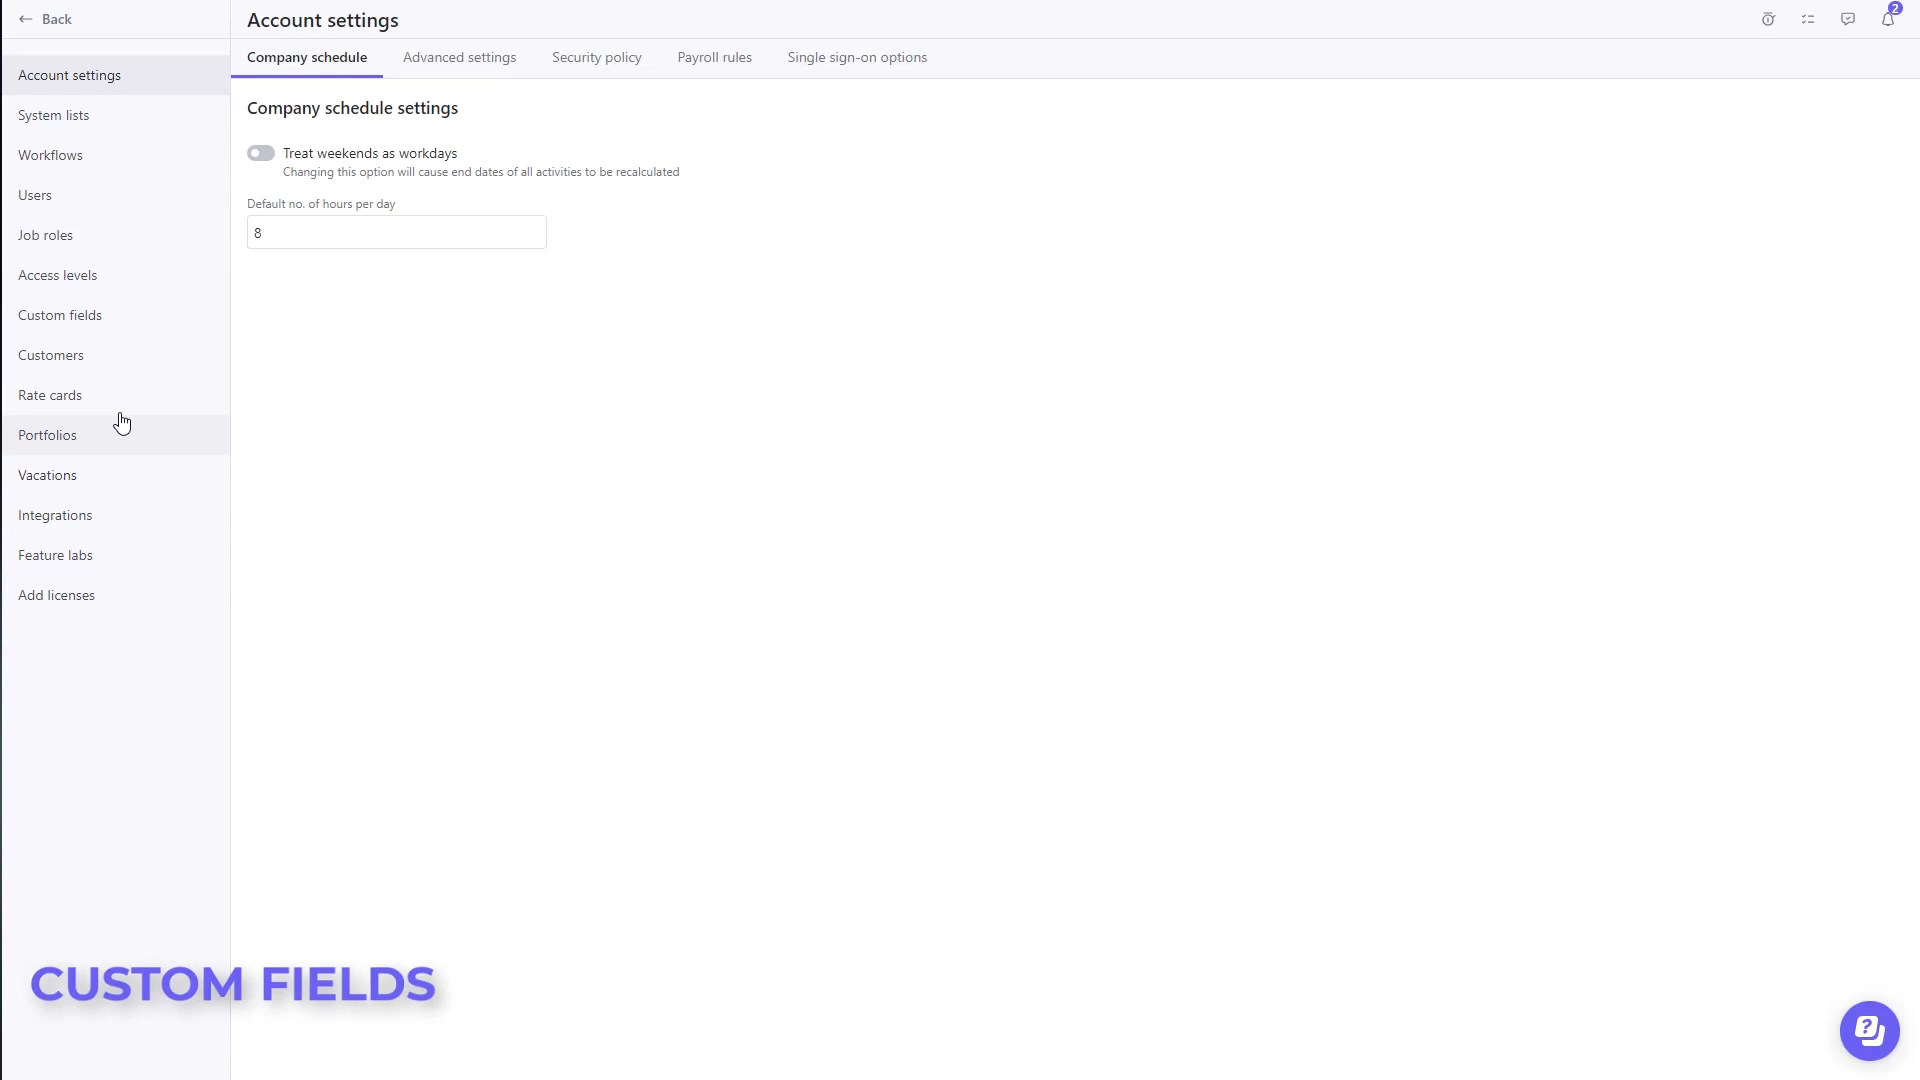 Back
Account settings
System lists
Workflows
Users
Job roles
Access levels
Custom fields
Customers
Rate cards
Portfolios
Vacations
Integrations
Feature labs
Add licenses
Account settings
2
Company schedule
Advanced settings
Security policy
Payroll rules
Single sign-on options
Company schedule settings
Treat weekends as workdays
Changing this option will cause end dates of all activities to be recalculated
Default no. of hours per day
8
CUSTOM FIELDS
?